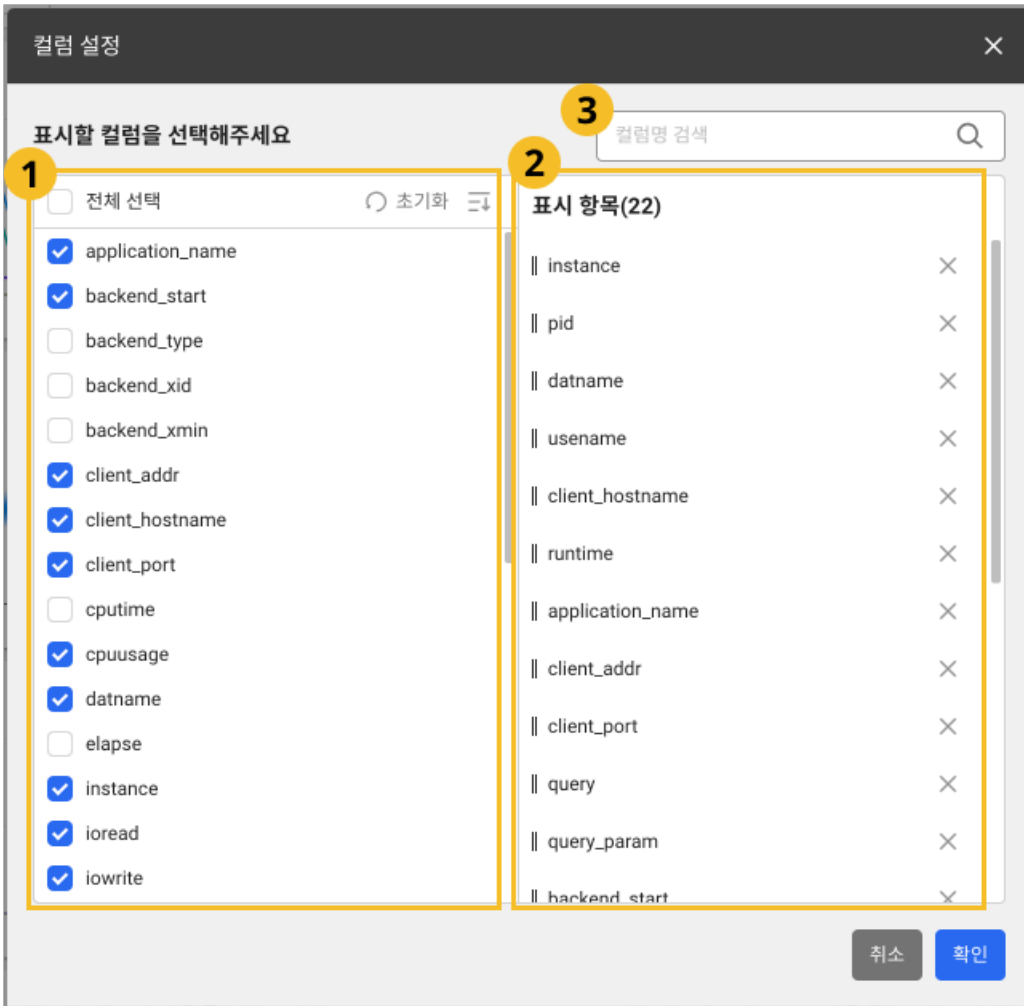 컬럼 설정
표시할 컬럼을 선택해주세요
3
컬럼명 검색
1
전체 선택
초기화
application_name
backend_start
backend_type
backend_xid
backend_xmin
client_addr
client_hostname
client_port
cputime
cpuusage
datname
elapse
instance
ioread
iowrite
2
표시 항목(22)
instance
pid
datname
usename
client_hostname
runtime
application_name
client_addr
client_port
query
query_param
backend_start
취소
확인